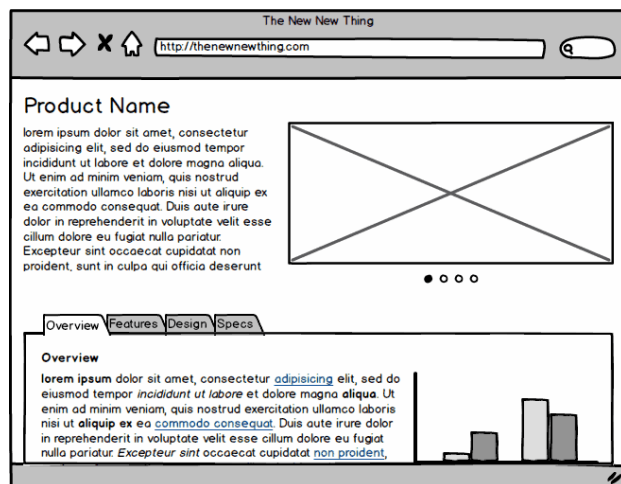 The New New Thing
http://thenewnewthing.com
Product Name
lorem ipsum dolor sit amet, consectetur
adipisicing elit, sed do eiusmod tempor
incididunt ut labore et dolore magna aliqua.
Ut enim ad minim veniam, quis nostrud
exercitation ullamco laboris nisi ut aliquip ex
ea commodo consequat. Duis aute irure
dolor in reprehenderit in voluptate velit esse
cillum dolore eu fugiat nulla pariatur.
Excepteur sint occaecat cupidatat non
proident, sunt in culpa qui officia deserunt
Overview Features Design Specs
Overview
lorem ipsum dolor sit amet, consectetur adipisicing elit, sed do
eiusmod tempor incididunt ut labore et dolore magna aliqua. Ut
enim ad minim veniam, quis nostrud exercitation ullamco laboris
nisi ut aliquip ex ea commodo consequat. Duis aute irure dolor
in reprehenderit in voluptate velit esse cillum dolore eu fugiat
nulla pariatur. Excepteur sint occaecat cupidatat non proident,